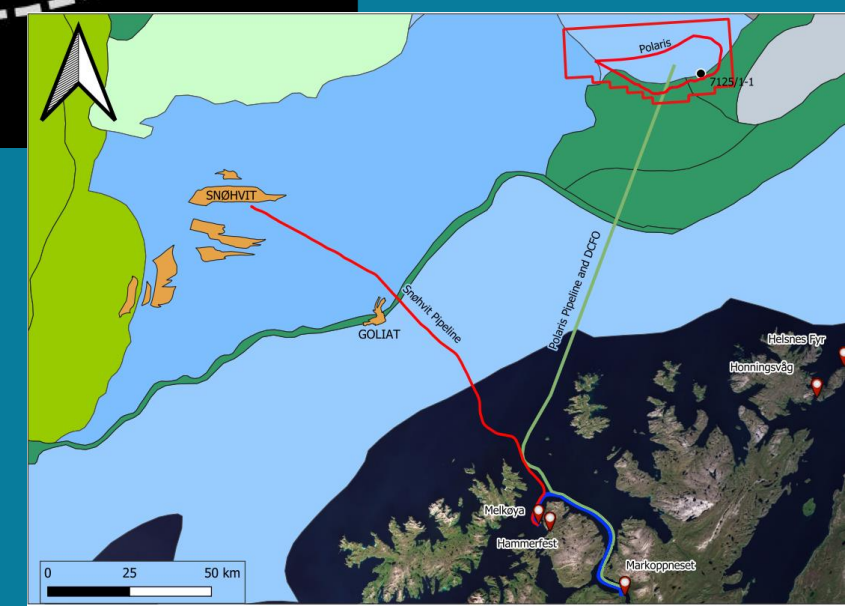 Polaris
7125/1-1
SNØHVIT
Snøhvit Pipeline
Polaris Pipeline and DCFO
GOLIAT
Helsnes Fyr
Honningsvåg
Melkøya
Hammerfest
Markoppneset
0 25 50 km